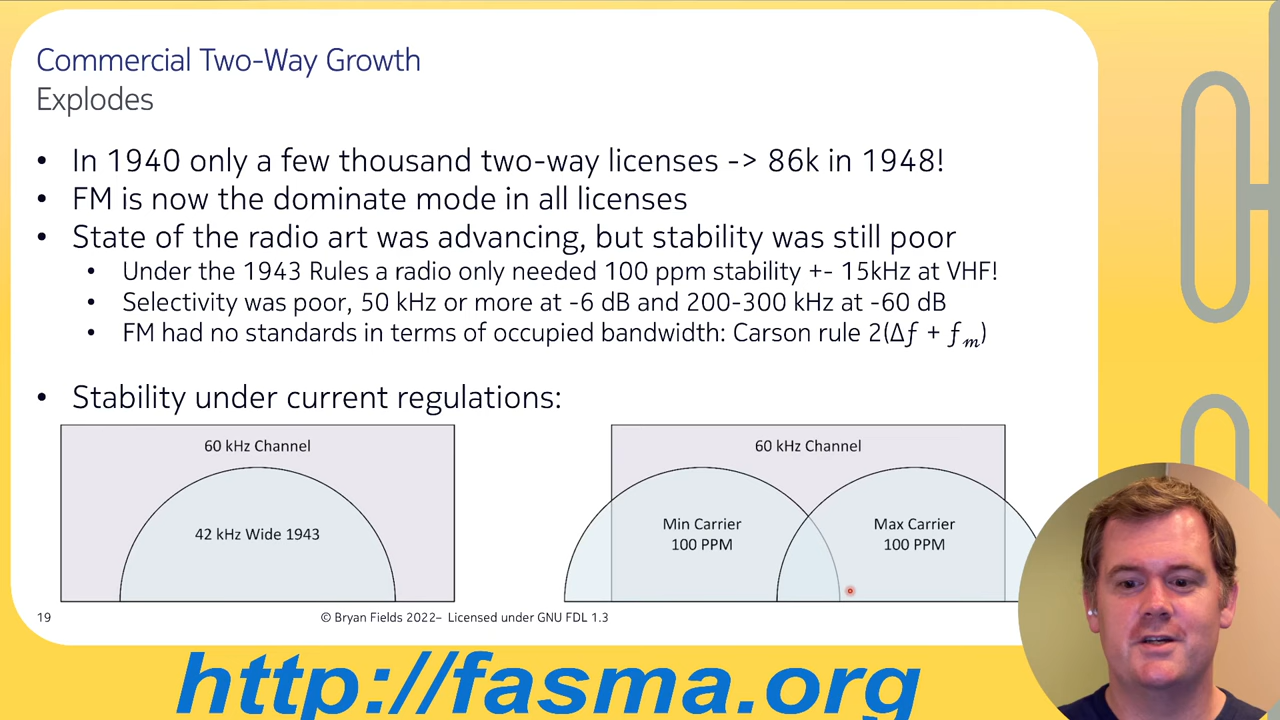 Commercial Two-Way Growth
Explodes
• In 1940 only a few thousand two-way licenses -> 86k in 1948!
• FM is now the dominate mode in all licenses
• State of the radio art was advancing, but stability was still poor
• Under the 1943 Rules a radio only needed 100 ppm stability +- 15kHz at VHF!
• Selectivity was poor, 50 kHz or more at -6 dB and 200-300 kHz at -60 dB
• FM had no standards in terms of occupied bandwidth: Carson rule 2(Δƒ + ƒₘ)
• Stability under current regulations:
60 kHz Channel
42 kHz Wide 1943
60 kHz Channel
Min Carrier
100 PPM
Max Carrier
100 PPM
19
© Bryan Fields 2022– Licensed under GNU FDL 1.3
http://fasma.org